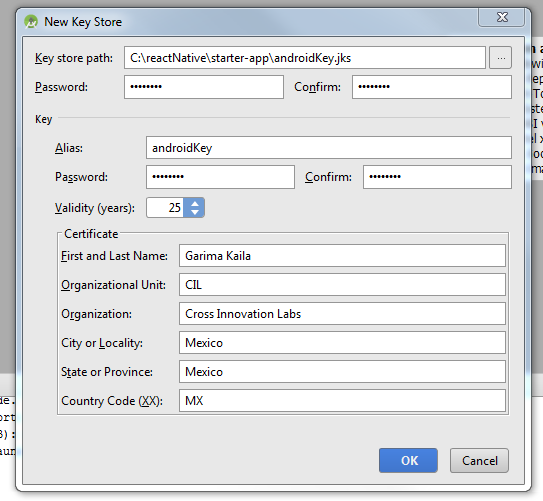 New Key Store
Key store path: C:\reactNative\starter-app\androidKey.jks ...
Password: •••••••• Confirm: ••••••••
Key
Alias: androidKey
Password: •••••••• Confirm: ••••••••
Validity (years): 25
Certificate
First and Last Name: Garima Kaila
Organizational Unit: CIL
Organization: Cross Innovation Labs
City or Locality: Mexico
State or Province: Mexico
Country Code (XX): MX
OK Cancel